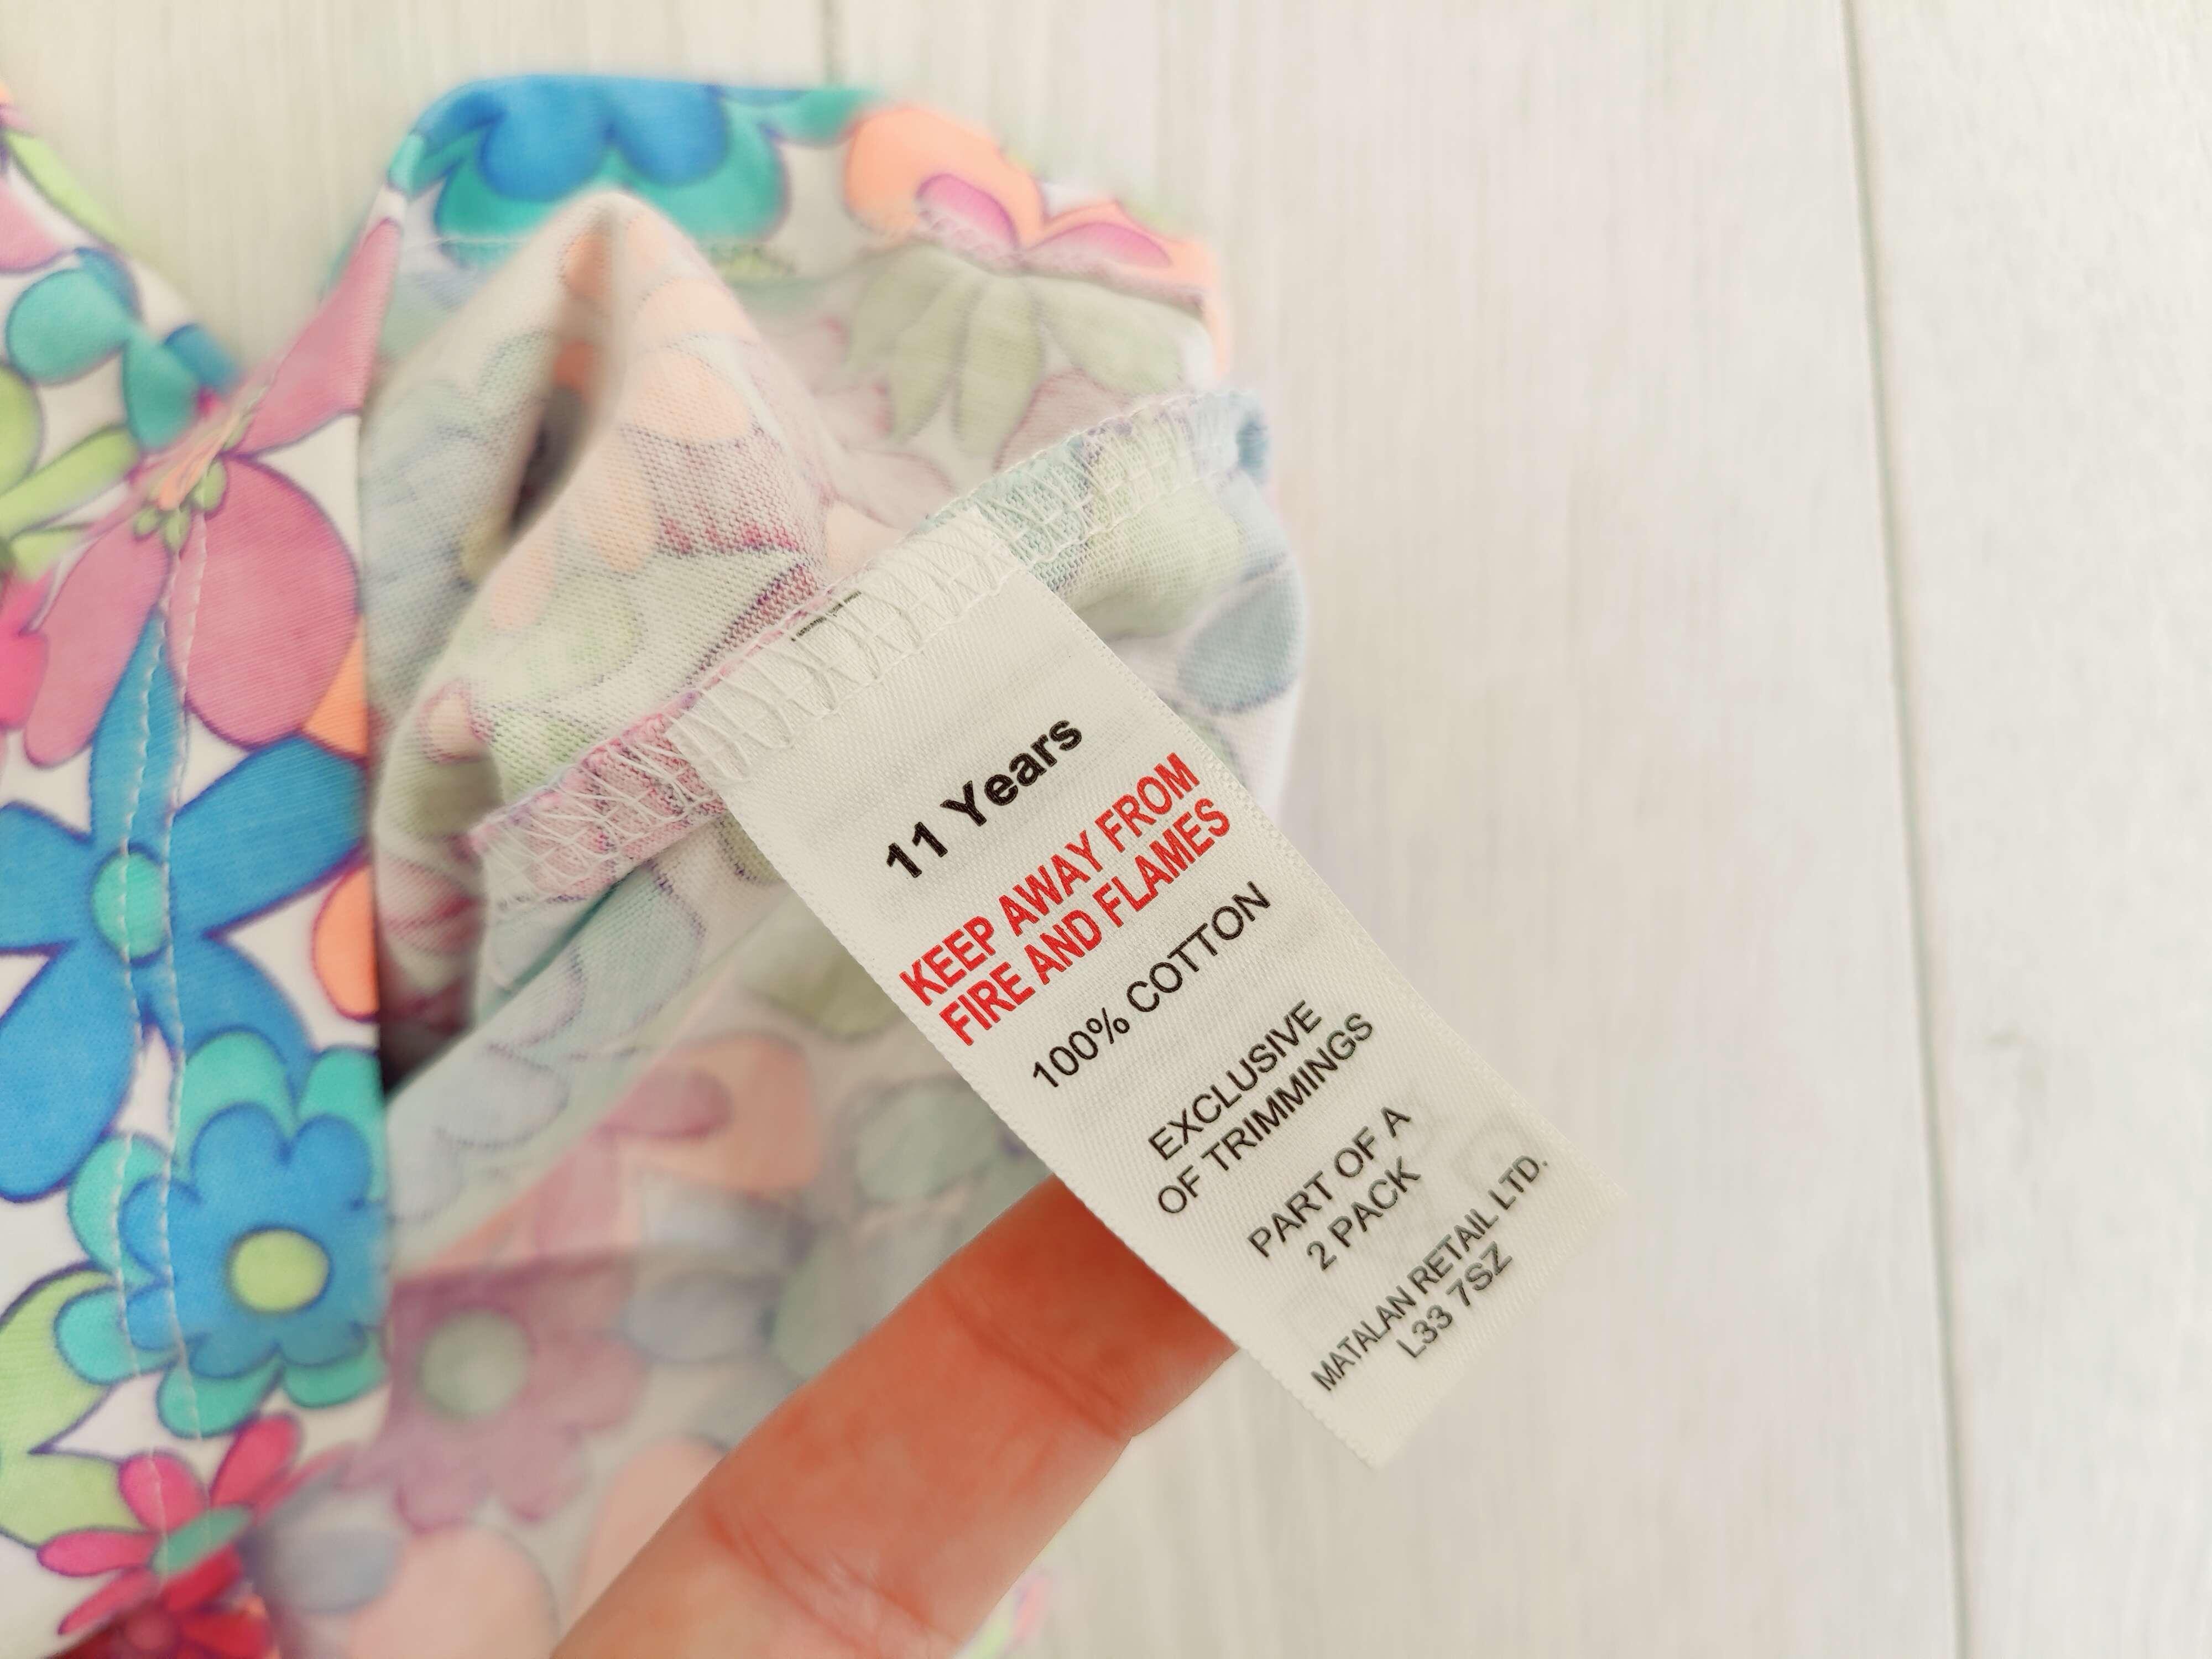 11 Years
KEEP AWAY FROM
FIRE AND FLAMES
100% COTTON
EXCLUSIVE
OF TRIMMINGS
PART OF A
2 PACK
MATALAN RETAIL LTD.
L33 7SZ